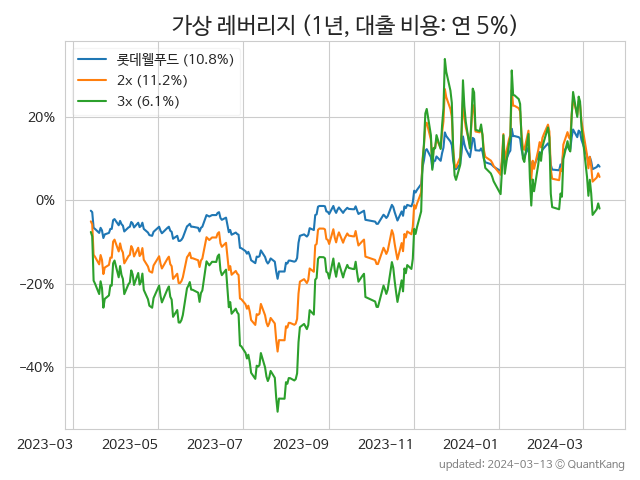 가상 레버리지 (1년, 대출 비용: 연 5%)
롯데웰푸드 (10.8%)
2x (11.2%)
3x (6.1%)
20%
0%
−20%
−40%
2023-03 2023-05 2023-07 2023-09 2023-11 2024-01 2024-03
updated: 2024-03-13 © QuantKang